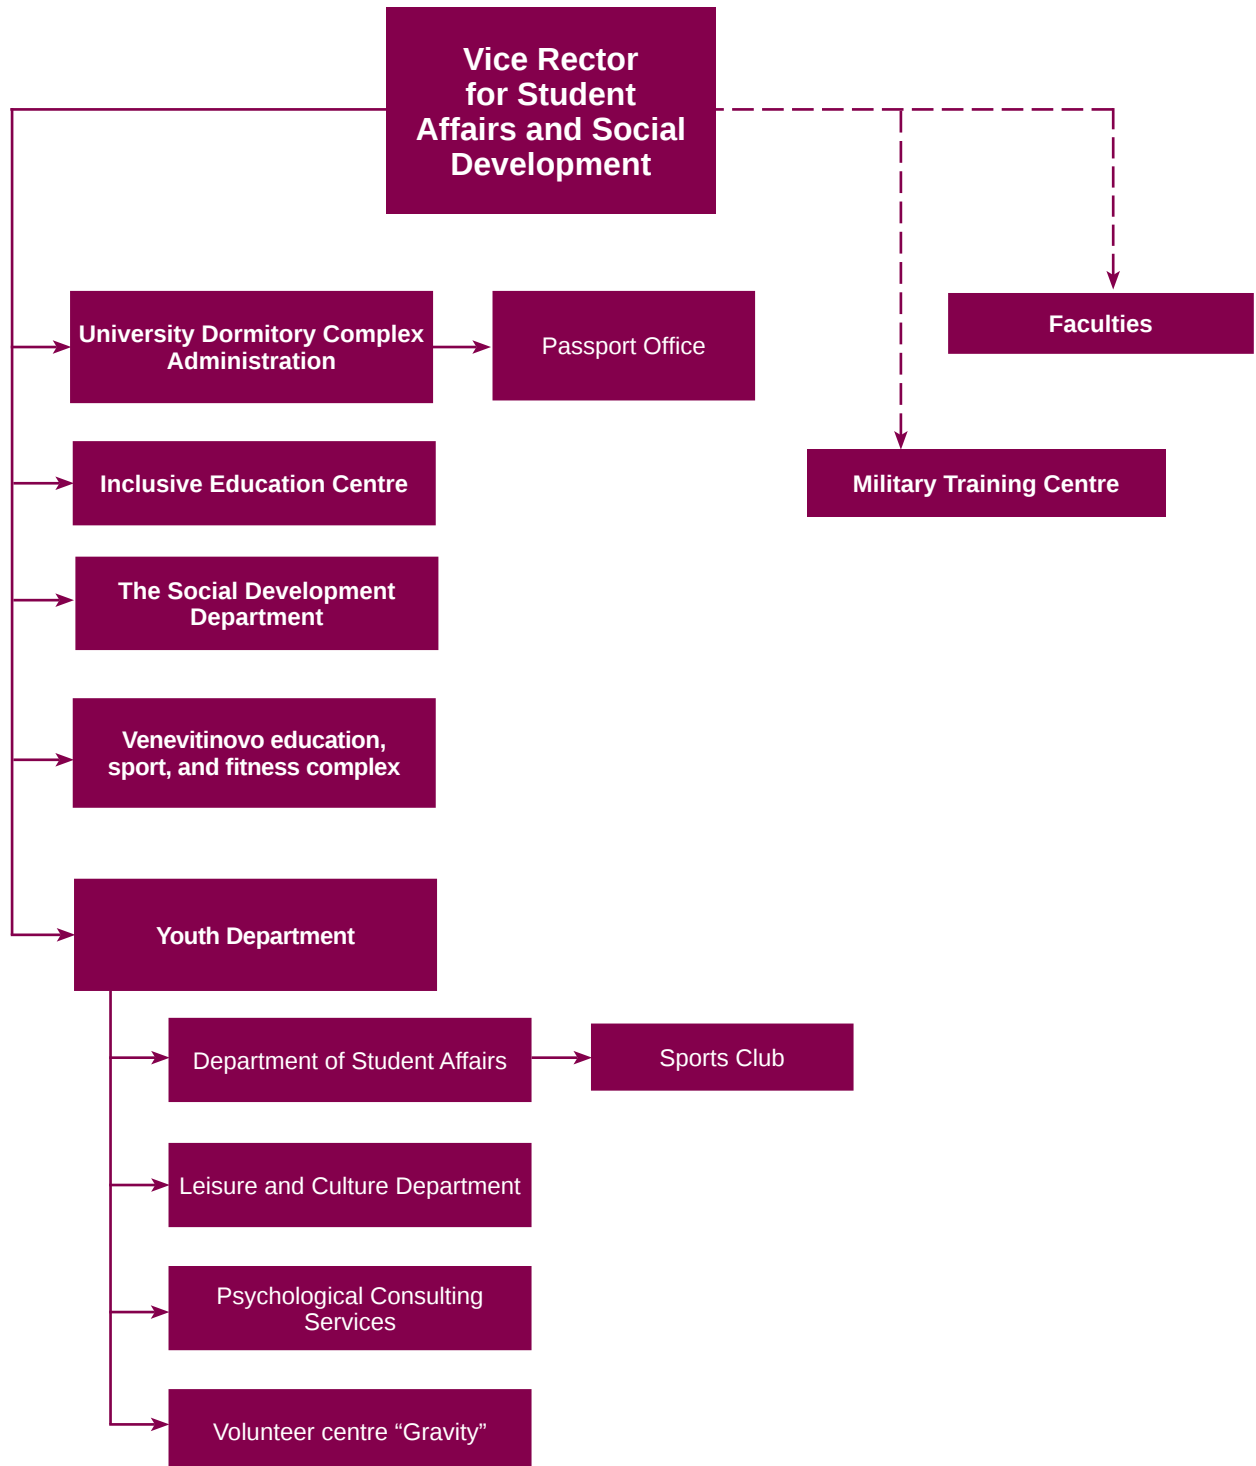 Vice Rector
for Student
Affairs and Social
Development
University Dormitory Complex
Administration
Passport Office
Faculties
Inclusive Education Centre
Military Training Centre
The Social Development
Department
Venevitinovo education,
sport, and fitness complex
Youth Department
Department of Student Affairs
Sports Club
Leisure and Culture Department
Psychological Consulting
Services
Volunteer centre “Gravity”